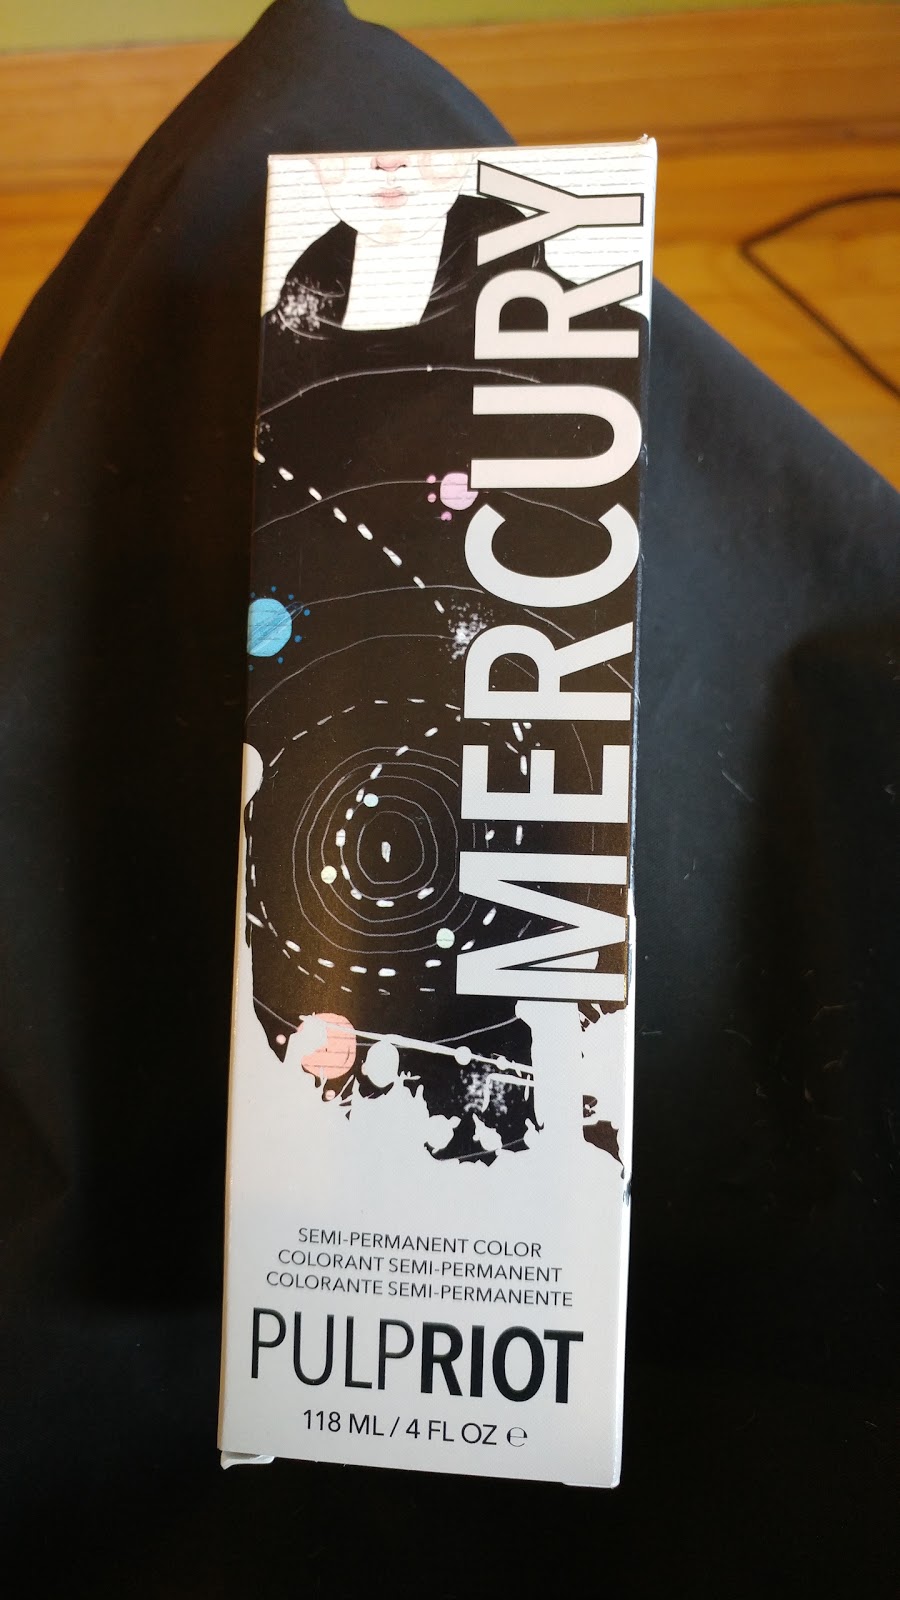 MERCURY
SEMI-PERMANENT COLOR
COLORANT SEMI-PERMANENT
COLORANTE SEMI-PERMANENTE
PULPRIOT
118 ML / 4 FL OZ ℮